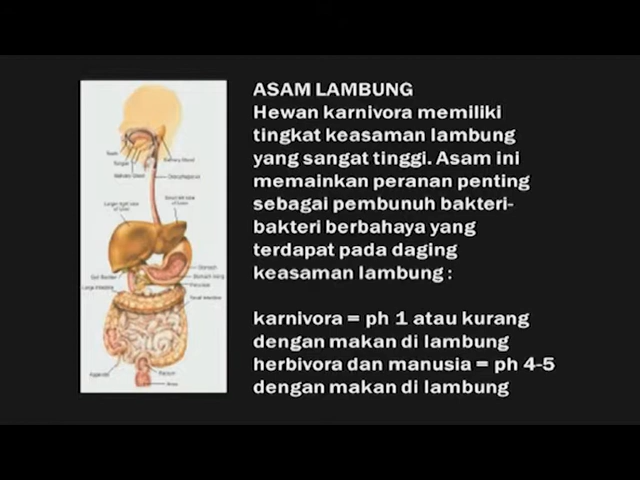 ASAM LAMBUNG
Hewan karnivora memiliki
tingkat keasaman lambung
yang sangat tinggi. Asam ini
memainkan peranan penting
sebagai pembunuh bakteri-
bakteri berbahaya yang
terdapat pada daging
keasaman lambung :
karnivora = ph 1 atau kurang
dengan makan di lambung
herbivora dan manusia = ph 4-5
dengan makan di lambung
Stomach
Rectum